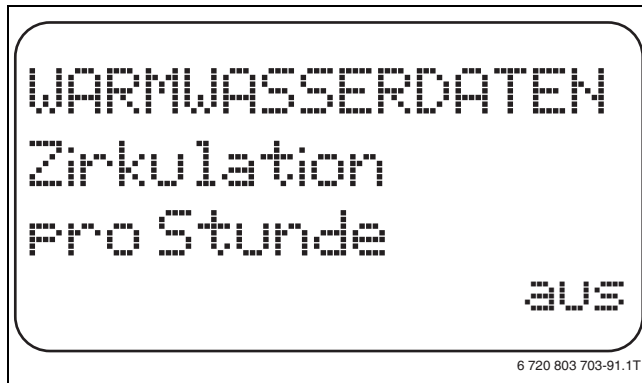 WARMWASSERDATEN
Zirkulation
pro Stunde
aus
6 720 803 703-91.1T